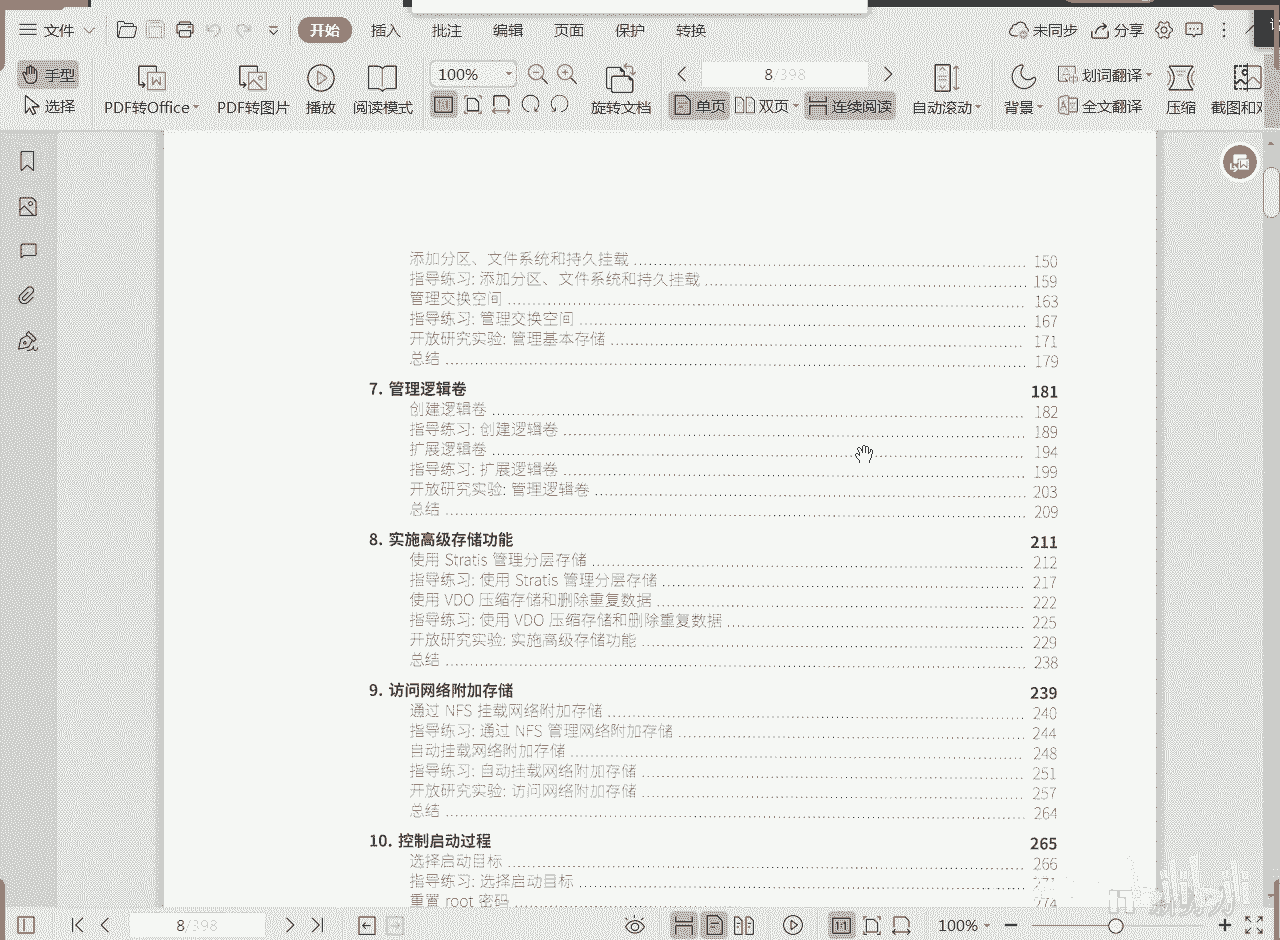 文件
开始 插入 批注 编辑 页面 保护 转换
未同步 分享
手型
选择
PDF转Office PDF转图片 播放 阅读模式
100%
旋转文档
8/398
单页 双页 连续阅读
自动滚动 背景
划词翻译
全文翻译
压缩
添加分区、文件系统和持久挂载 150
指导练习: 添加分区、文件系统和持久挂载 159
管理交换空间 163
指导练习: 管理交换空间 167
开放研究实验: 管理基本存储 171
总结 179
7. 管理逻辑卷 181
创建逻辑卷 182
指导练习: 创建逻辑卷 189
扩展逻辑卷 194
指导练习: 扩展逻辑卷 199
开放研究实验: 管理逻辑卷 203
总结 209
8. 实施高级存储功能 211
使用 Stratis 管理分层存储 212
指导练习: 使用 Stratis 管理分层存储 217
使用 VDO 压缩存储和删除重复数据 222
指导练习: 使用 VDO 压缩存储和删除重复数据 225
开放研究实验: 实施高级存储功能 229
总结 238
9. 访问网络附加存储 239
通过 NFS 挂载网络附加存储 240
指导练习: 通过 NFS 管理网络附加存储 244
自动挂载网络附加存储 248
指导练习: 自动挂载网络附加存储 251
开放研究实验: 访问网络附加存储 257
总结 264
10. 控制启动过程 265
选择启动目标 266
指导练习: 选择启动目标
重置 root 密码
8/398
100%